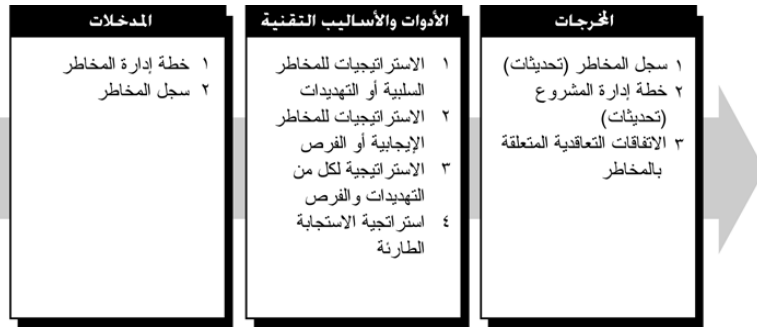 المدخلات
١ خطة إدارة المخاطر
٢ سجل المخاطر
الأدوات والأساليب التقنية
١ الاستراتيجيات للمخاطر
السلبية أو التهديدات
٢ الاستراتيجيات للمخاطر
الإيجابية أو الفرص
٣ الاستراتيجية لكل من
التهديدات والفرص
٤ استراتجية الاستجابة
الطارئة
المخرجات
١ سجل المخاطر (تحديثات)
٢ خطة إدارة المشروع
(تحديثات)
٣ الاتفاقات التعاقدية المتعلقة
بالمخاطر